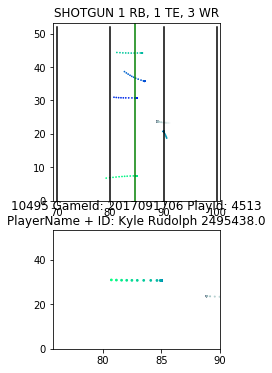 SHOTGUN 1 RB, 1 TE, 3 WR
50
40
30
20
10
0
70 80 90 100
10495 GameId: 2017091706 PlayId: 4513
PlayerName + ID: Kyle Rudolph 2495438.0
40
20
0
80 85 90